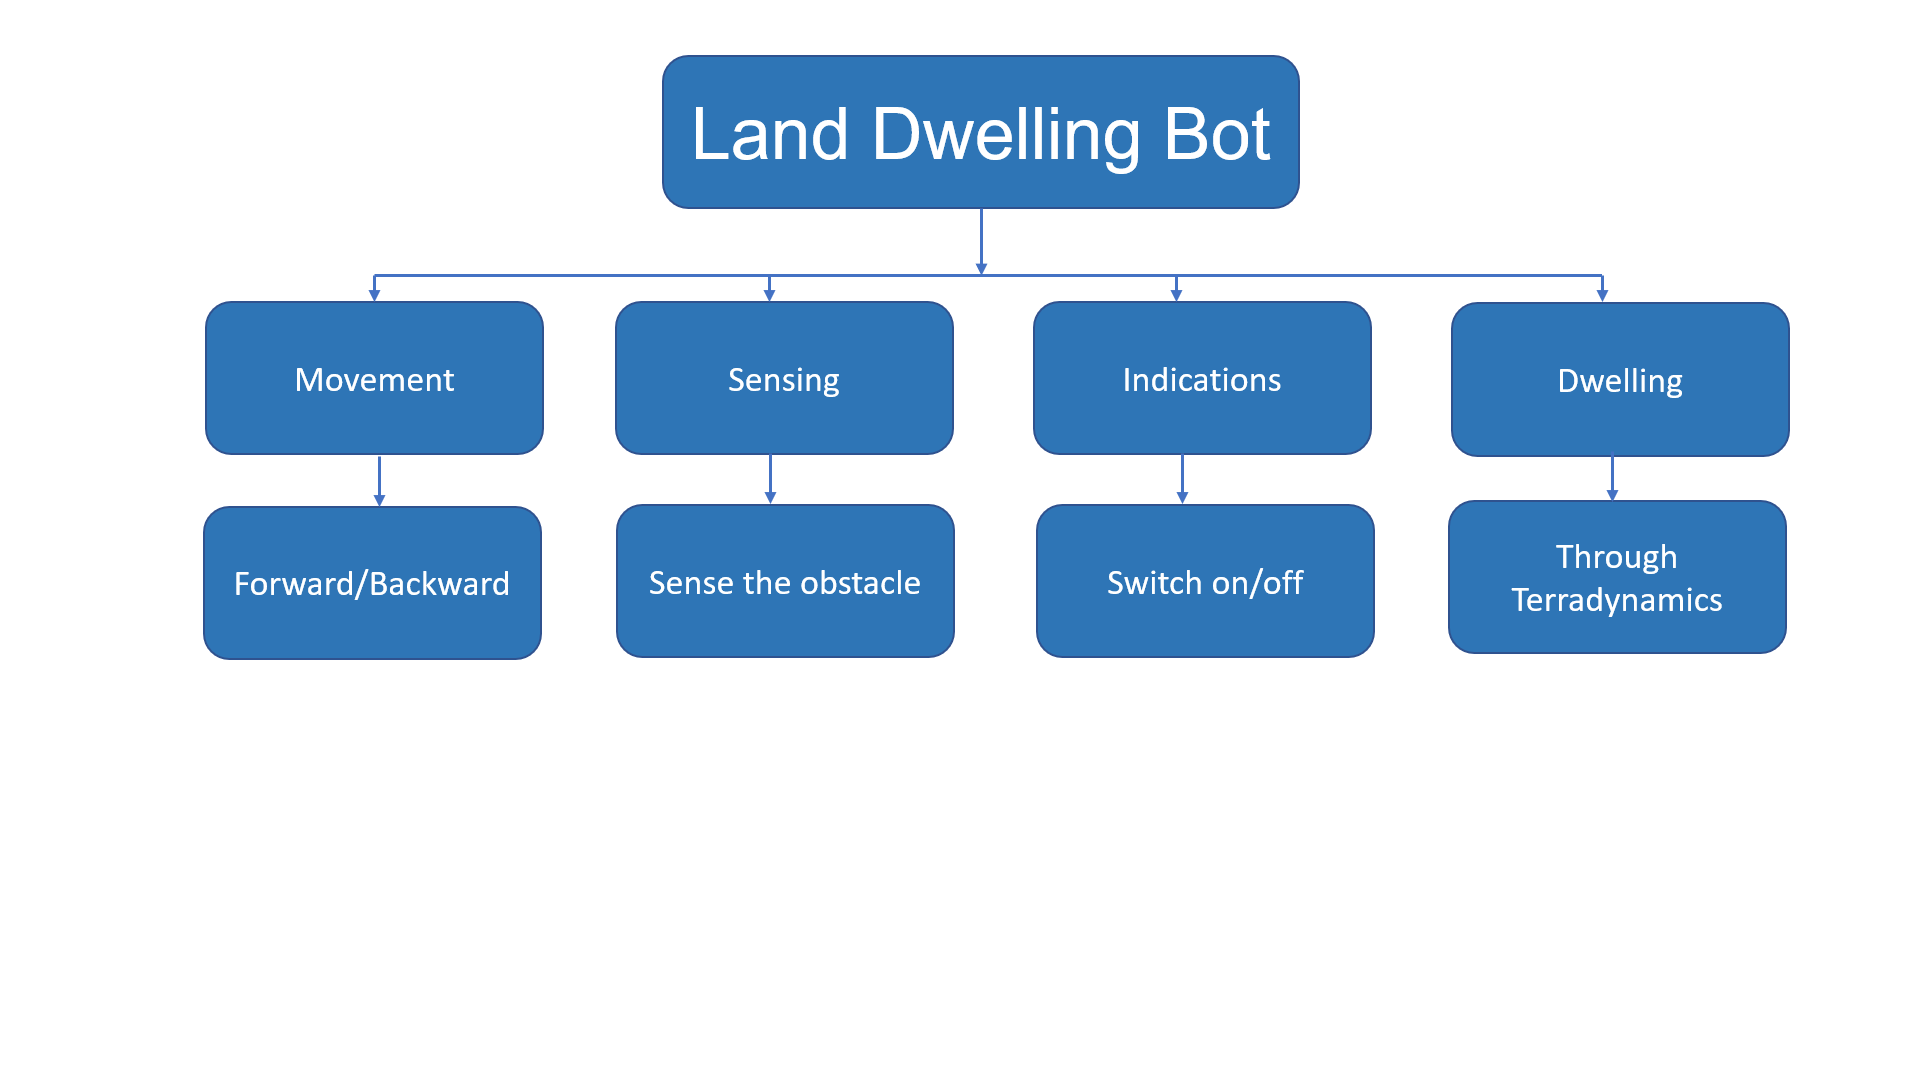 Land Dwelling Bot
Movement
Sensing
Indications
Dwelling
Forward/Backward
Sense the obstacle
Switch on/off
Through
Terradynamics